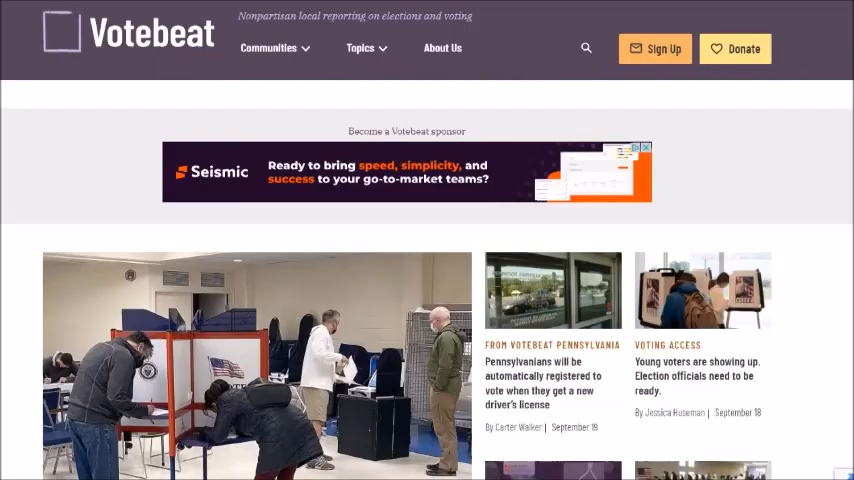 Nonpartisan local reporting on elections and voting
Votebeat
Communities
Topics
About Us
Sign Up
Donate
Become a Votebeat sponsor
Seismic
Ready to bring speed, simplicity, and
success to your go-to-market teams?
FROM VOTEBEAT PENNSYLVANIA
Pennsylvanians will be
automatically registered to
vote when they get a new
driver's license
By Carter Walker | September 19
VOTING ACCESS
Young voters are showing up.
Election officials need to be
ready.
By Jessica Huseman | September 18